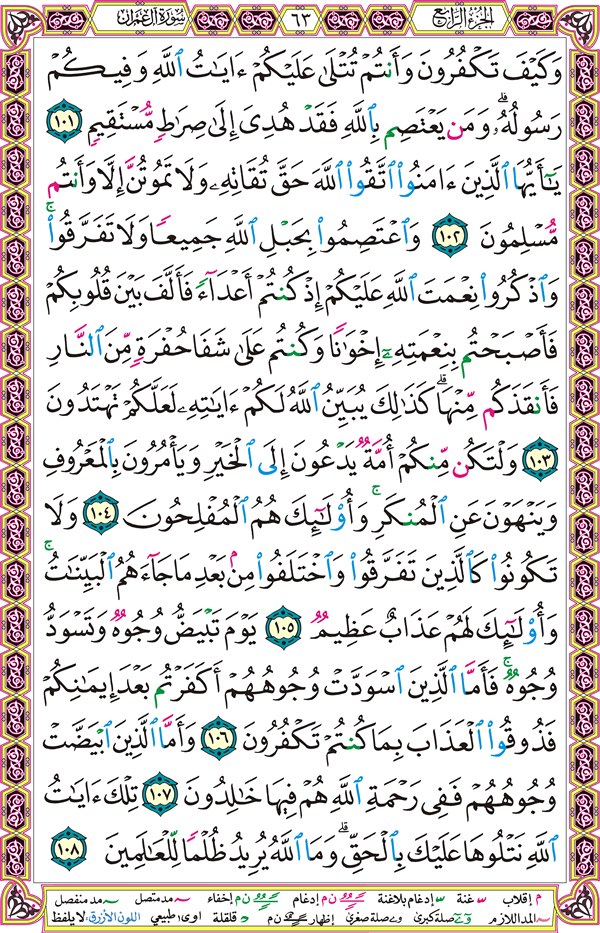 سورة آل عمران
٦٣
الجزء الرابع
وَكَيْفَ تَكْفُرُونَ وَأَنتُمْ تُتْلَىٰ عَلَيْكُمْ ءَايَٰتُ ٱللَّهِ وَفِيكُمْ
رَسُولُهُۥ ۗ وَمَن يَعْتَصِم بِٱللَّهِ فَقَدْ هُدِىَ إِلَىٰ صِرَٰطٍ مُّسْتَقِيمٍ ١٠١
يَٰٓأَيُّهَا ٱلَّذِينَ ءَامَنُوا۟ ٱتَّقُوا۟ ٱللَّهَ حَقَّ تُقَاتِهِۦ وَلَا تَمُوتُنَّ إِلَّا وَأَنتُم
مُّسْلِمُونَ ١٠٢ وَٱعْتَصِمُوا۟ بِحَبْلِ ٱللَّهِ جَمِيعًا وَلَا تَفَرَّقُوا۟ ۚ
وَٱذْكُرُوا۟ نِعْمَتَ ٱللَّهِ عَلَيْكُمْ إِذْ كُنتُمْ أَعْدَآءً فَأَلَّفَ بَيْنَ قُلُوبِكُمْ
فَأَصْبَحْتُم بِنِعْمَتِهِۦٓ إِخْوَٰنًا وَكُنتُمْ عَلَىٰ شَفَا حُفْرَةٍ مِّنَ ٱلنَّارِ
فَأَنقَذَكُم مِّنْهَا ۗ كَذَٰلِكَ يُبَيِّنُ ٱللَّهُ لَكُمْ ءَايَٰتِهِۦ لَعَلَّكُمْ تَهْتَدُونَ
١٠٣ وَلْتَكُن مِّنكُمْ أُمَّةٌ يَدْعُونَ إِلَى ٱلْخَيْرِ وَيَأْمُرُونَ بِٱلْمَعْرُوفِ
وَيَنْهَوْنَ عَنِ ٱلْمُنكَرِ ۚ وَأُو۟لَٰٓئِكَ هُمُ ٱلْمُفْلِحُونَ ١٠٤ وَلَا
تَكُونُوا۟ كَٱلَّذِينَ تَفَرَّقُوا۟ وَٱخْتَلَفُوا۟ مِنۢ بَعْدِ مَا جَآءَهُمُ ٱلْبَيِّنَٰتُ ۚ
وَأُو۟لَٰٓئِكَ لَهُمْ عَذَابٌ عَظِيمٌ ١٠٥ يَوْمَ تَبْيَضُّ وُجُوهٌ وَتَسْوَدُّ
وُجُوهٌ ۚ فَأَمَّا ٱلَّذِينَ ٱسْوَدَّتْ وُجُوهُهُمْ أَكَفَرْتُم بَعْدَ إِيمَٰنِكُمْ
فَذُوقُوا۟ ٱلْعَذَابَ بِمَا كُنتُمْ تَكْفُرُونَ ١٠٦ وَأَمَّا ٱلَّذِينَ ٱبْيَضَّتْ
وُجُوهُهُمْ فَفِى رَحْمَةِ ٱللَّهِ هُمْ فِيهَا خَٰلِدُونَ ١٠٧ تِلْكَ ءَايَٰتُ
ٱللَّهِ نَتْلُوهَا عَلَيْكَ بِٱلْحَقِّ ۗ وَمَا ٱللَّهُ يُرِيدُ ظُلْمًا لِّلْعَٰلَمِينَ ١٠٨
م إقلاب غنة إدغام بلاغنة ن م إدغام إخفاء مد متصل مد منفصل
المد اللازم صلة كبرى صلة صغرى إظهار ن م قلقلة اوى؛ طبيعي اللون الأزرق: لا يلفظ